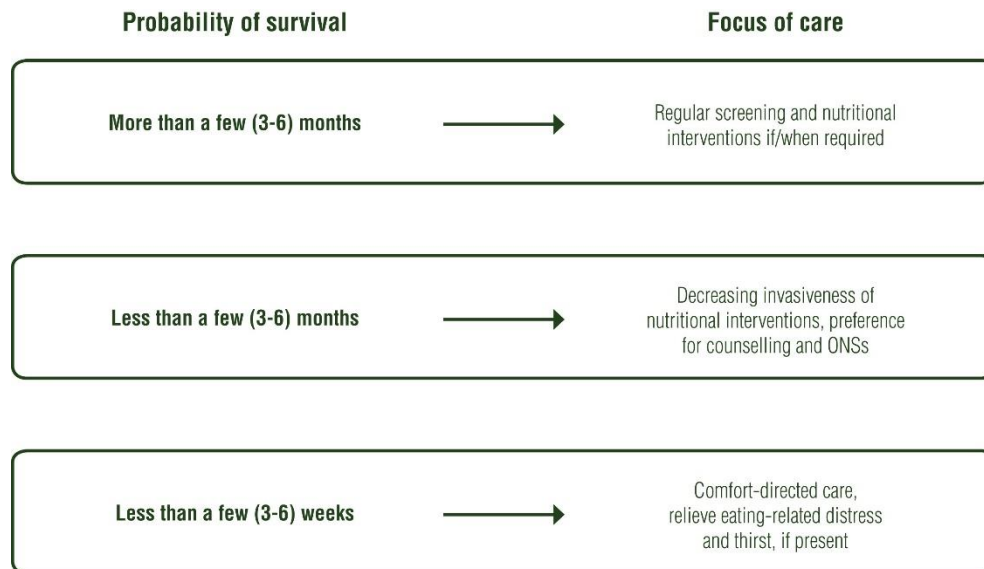 Probability of survival
Focus of care
More than a few (3-6) months
Regular screening and nutritional
interventions if/when required
Less than a few (3-6) months
Decreasing invasiveness of
nutritional interventions, preference
for counselling and ONSs
Less than a few (3-6) weeks
Comfort-directed care,
relieve eating-related distress
and thirst, if present